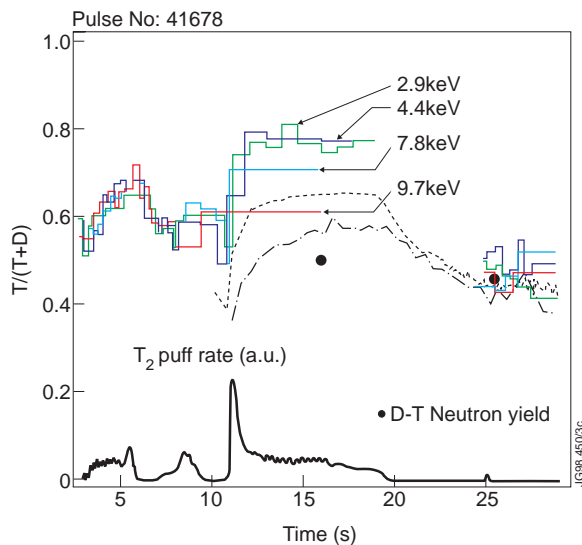 Pulse No: 41678
1.0
0.8
0.6
0.4
0.2
0
T/(T+D)
2.9keV
4.4keV
7.8keV
9.7keV
T₂ puff rate (a.u.)
D-T Neutron yield
5
10
15
20
25
Time (s)
JG98.450/3c